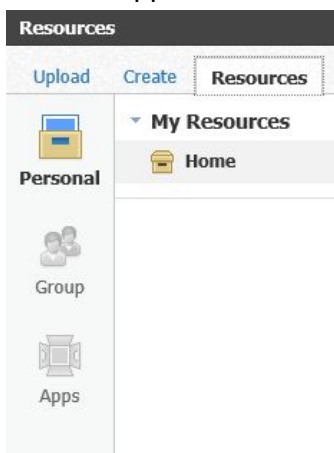 Resources
Upload Create Resources
My Resources
Home
Personal
Group
Apps